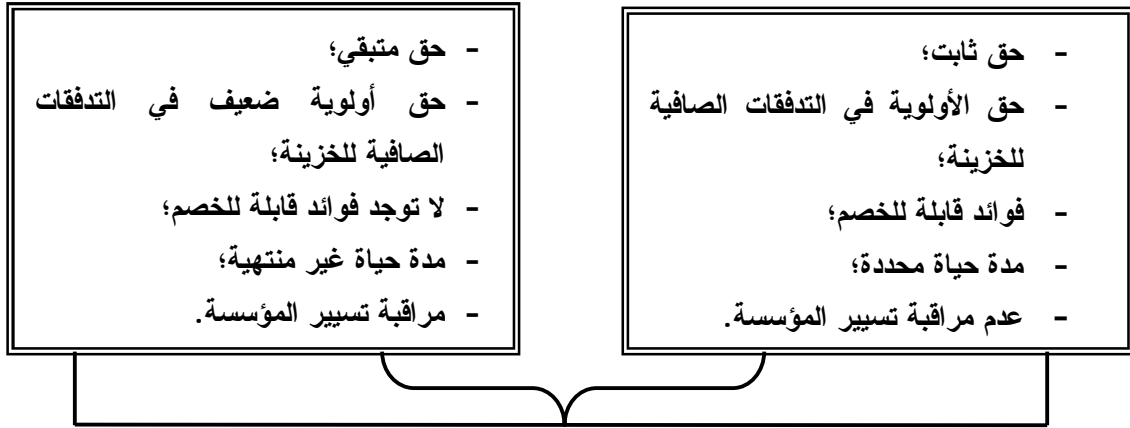 - حق ثابت؛
- حق الأولوية في التدفقات الصافية
للخزينة؛
- فوائد قابلة للخصم؛
- مدة حياة محددة؛
- عدم مراقبة تسيير المؤسسة.
- حق متبقي؛
- حق أولوية ضعيف في التدفقات
الصافية للخزينة؛
- لا توجد فوائد قابلة للخصم؛
- مدة حياة غير منتهية؛
- مراقبة تسيير المؤسسة.